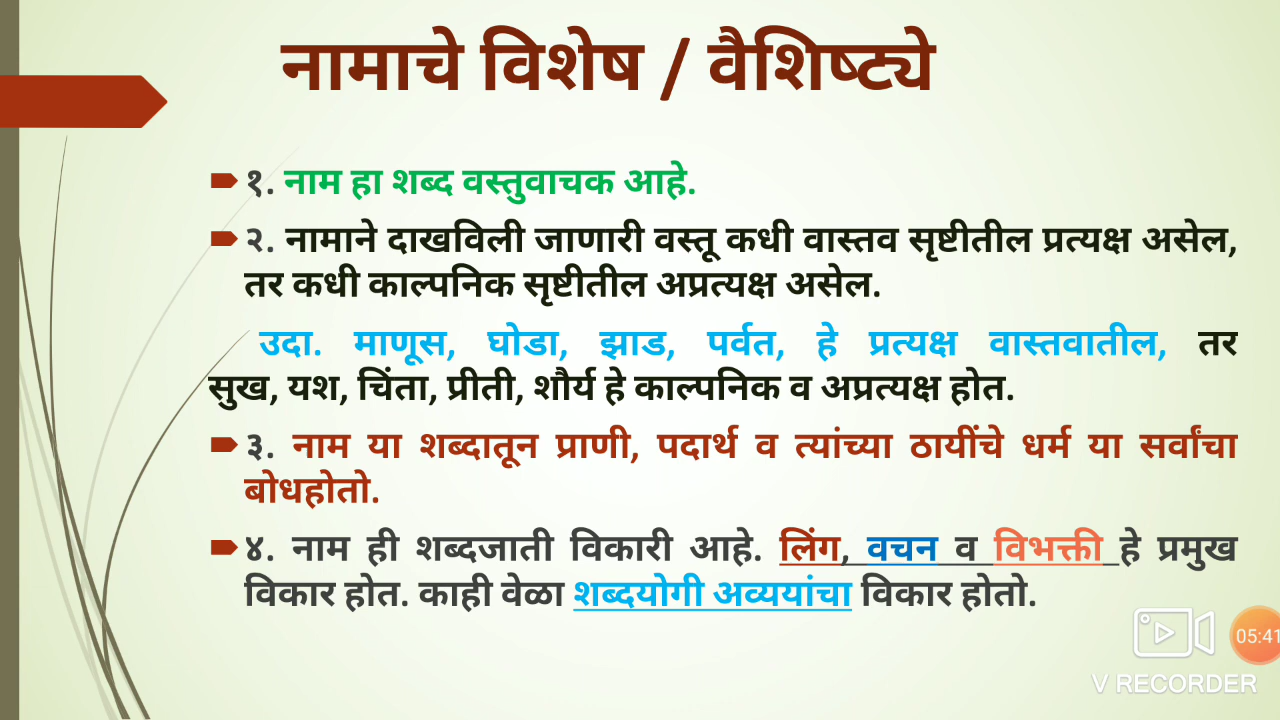 नामाचे विशेष / वैशिष्ट्ये
१. नाम हा शब्द वस्तुवाचक आहे.
२. नामाने दाखविली जाणारी वस्तू कधी वास्तव सृष्टीतील प्रत्यक्ष असेल,
तर कधी काल्पनिक सृष्टीतील अप्रत्यक्ष असेल.
उदा. माणूस, घोडा, झाड, पर्वत, हे प्रत्यक्ष वास्तवातील, तर
सुख, यश, चिंता, प्रीती, शौर्य हे काल्पनिक व अप्रत्यक्ष होत.
३. नाम या शब्दातून प्राणी, पदार्थ व त्यांच्या ठायींचे धर्म या सर्वांचा
बोधहोतो.
४. नाम ही शब्दजाती विकारी आहे. लिंग, वचन व विभक्ती हे प्रमुख
विकार होत. काही वेळा शब्दयोगी अव्ययांचा विकार होतो.
05:41
V RECORDER